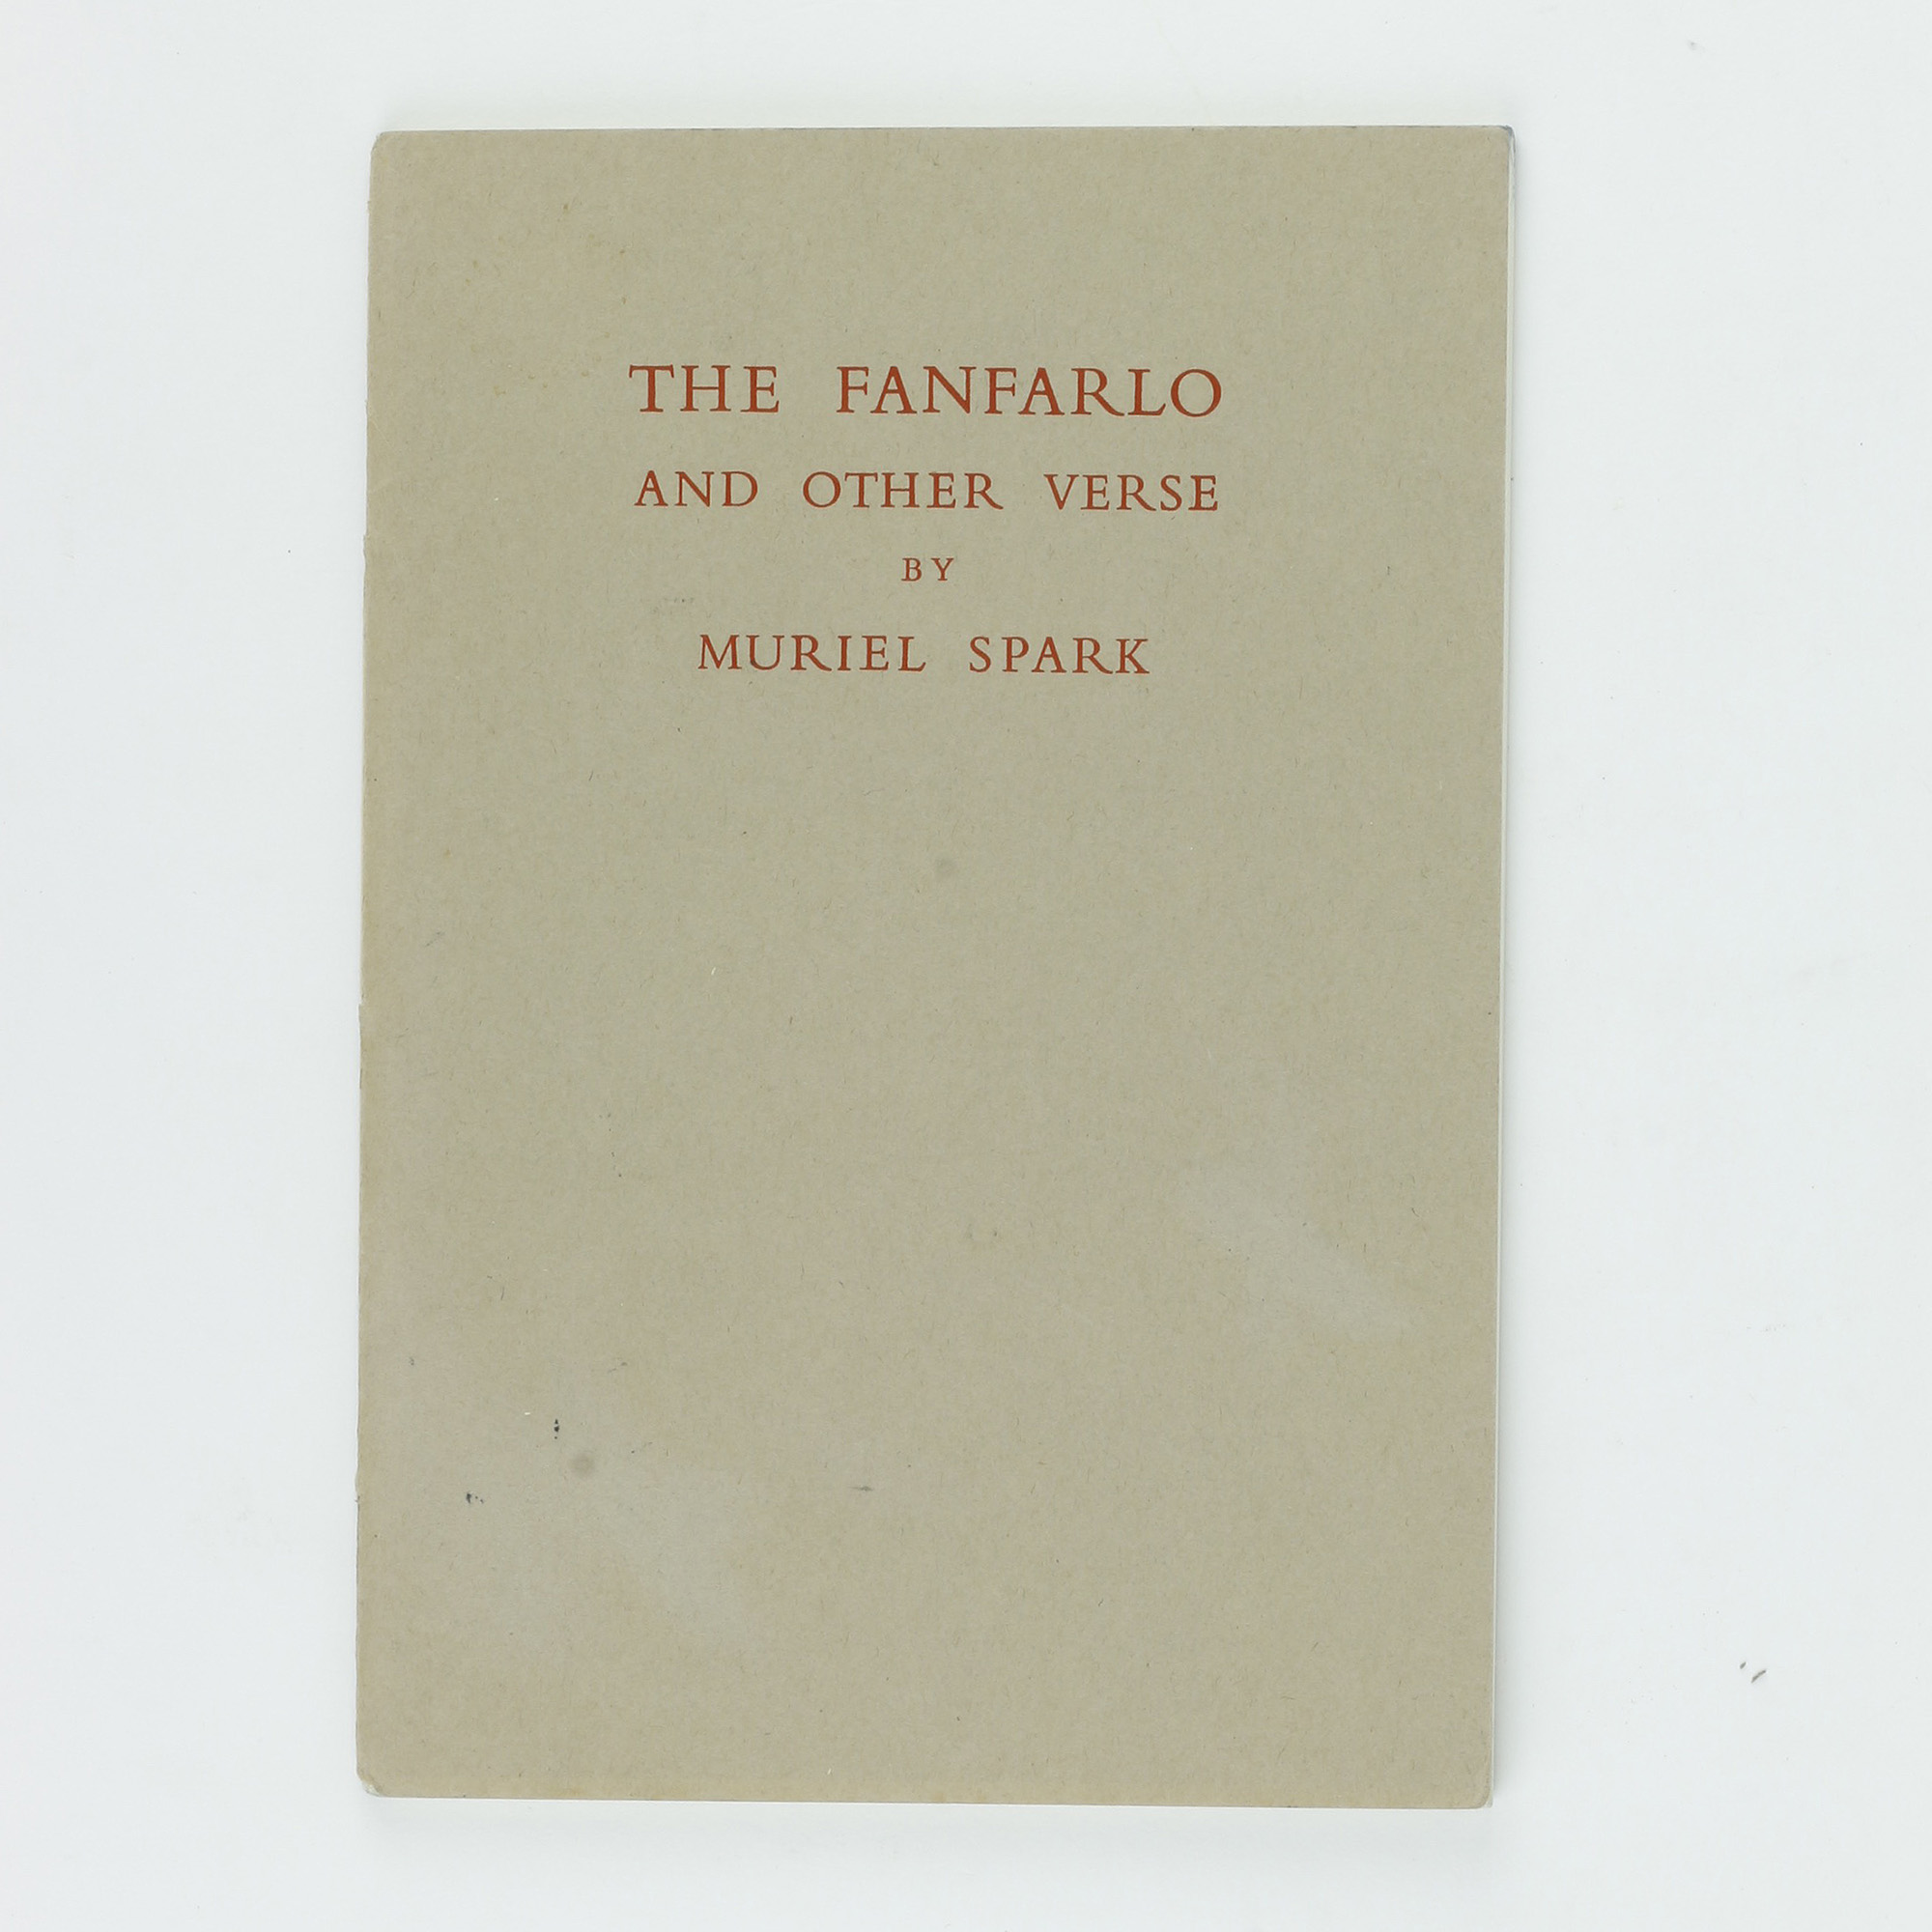 THE FANFARLO
AND OTHER VERSE
BY
MURIEL SPARK